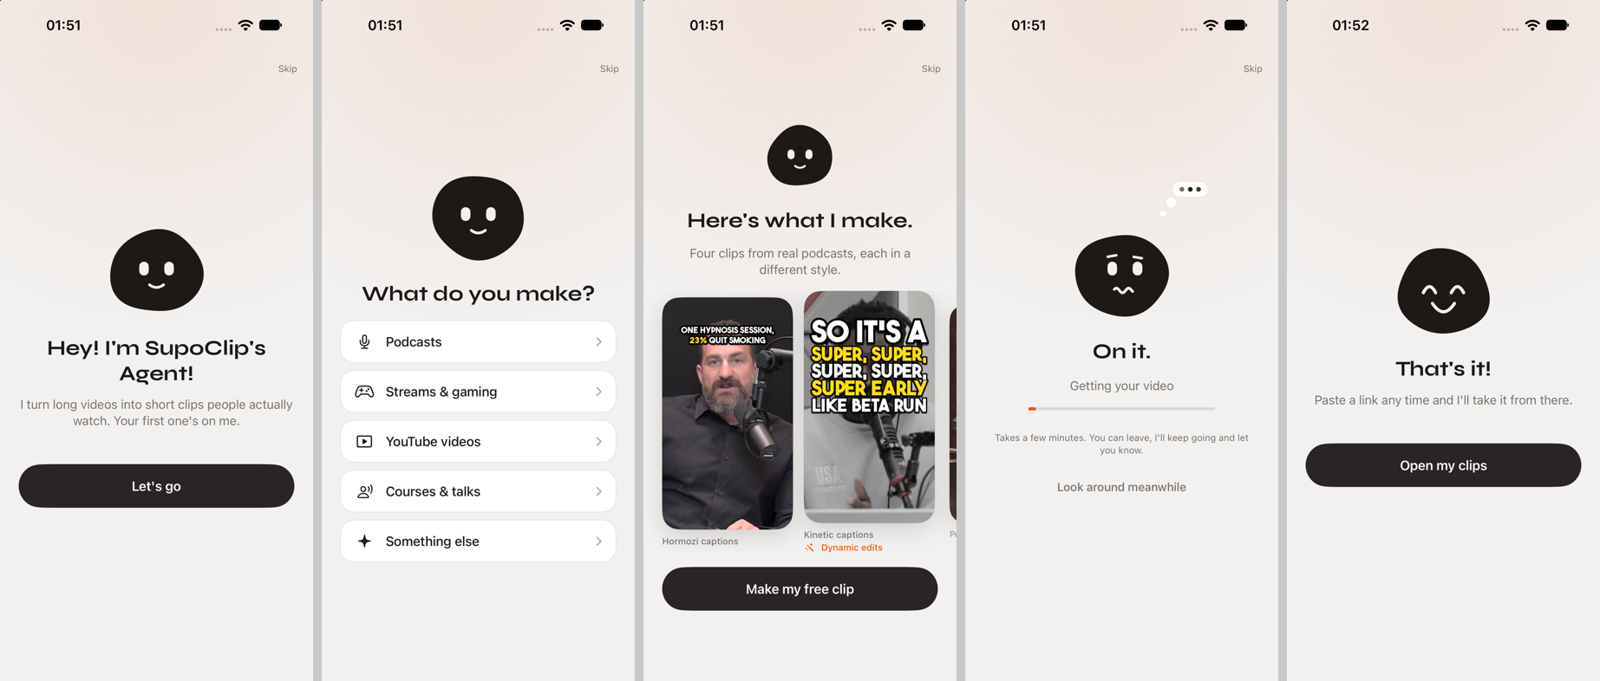 01:51
Skip
Hey! I'm SupoClip's
Agent!
I turn long videos into short clips people actually
watch. Your first one's on me.
Let's go
01:51
Skip
What do you make?
Podcasts
Streams & gaming
YouTube videos
Courses & talks
Something else
01:51
Skip
Here's what I make.
Four clips from real podcasts, each in a
different style.
ONE HYPNOSIS SESSION,
23% QUIT SMOKING
Hormozi captions
SO IT'S A
SUPER, SUPER,
SUPER, SUPER,
SUPER EARLY
LIKE BETA RUN
USA
Kinetic captions
Dynamic edits
Make my free clip
01:51
Skip
On it.
Getting your video
Takes a few minutes. You can leave, I'll keep going and let
you know.
Look around meanwhile
01:52
That's it!
Paste a link any time and I'll take it from there.
Open my clips